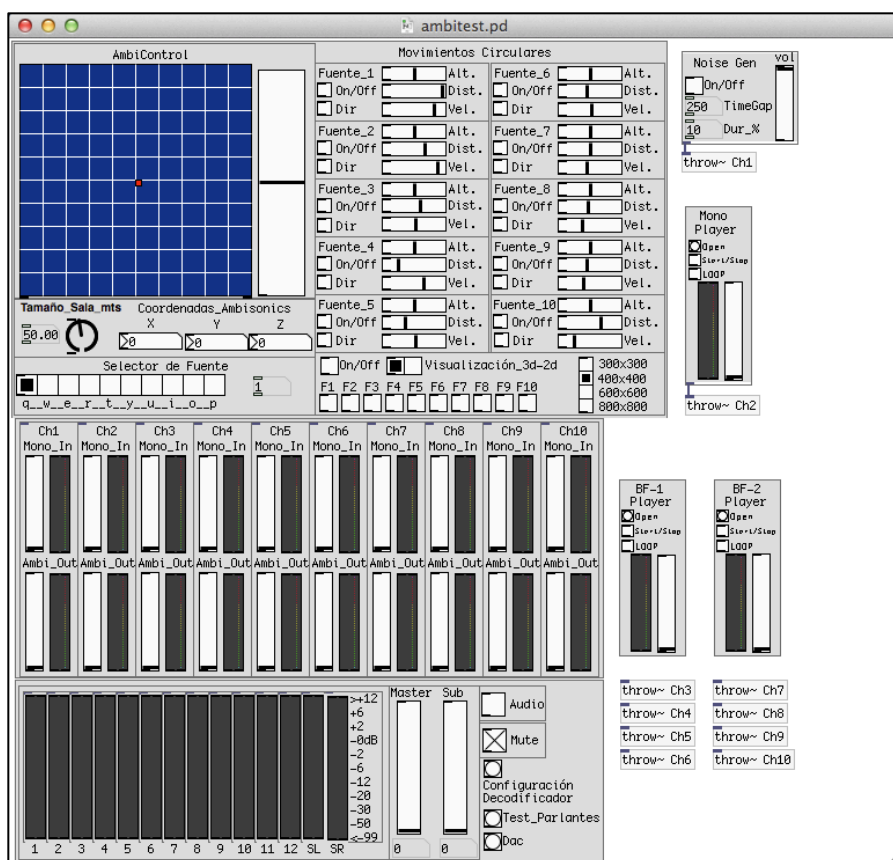 ambitest.pd
AmbiControl
Tamaño_Sala_mts
50.00
Coordenadas_Ambisonics
X Y Z
0 0 0
Selector de Fuente
1
q__w__e__r__t__y__u__i__o__p
Movimientos Circulares
Fuente_1 Alt.
On/Off Dist.
Dir Vel.
Fuente_2 Alt.
On/Off Dist.
Dir Vel.
Fuente_3 Alt.
On/Off Dist.
Dir Vel.
Fuente_4 Alt.
On/Off Dist.
Dir Vel.
Fuente_5 Alt.
On/Off Dist.
Dir Vel.
Fuente_6 Alt.
On/Off Dist.
Dir Vel.
Fuente_7 Alt.
On/Off Dist.
Dir Vel.
Fuente_8 Alt.
On/Off Dist.
Dir Vel.
Fuente_9 Alt.
On/Off Dist.
Dir Vel.
Fuente_10 Alt.
On/Off Dist.
Dir Vel.
On/Off Visualización_3d-2d
F1 F2 F3 F4 F5 F6 F7 F8 F9 F10
300x300
400x400
600x600
800x800
Noise Gen vol
On/Off
250 TimeGap
10 Dur_%
throw~ Ch1
Mono
Player
Open
Start/Stop
LOOP
throw~ Ch2
Ch1 Ch2 Ch3 Ch4 Ch5 Ch6 Ch7 Ch8 Ch9 Ch10
Mono_In Mono_In Mono_In Mono_In Mono_In Mono_In Mono_In Mono_In Mono_In Mono_In
Ambi_Out Ambi_Out Ambi_Out Ambi_Out Ambi_Out Ambi_Out Ambi_Out Ambi_Out Ambi_Out Ambi_Out
BF-1
Player
Open
Start/Stop
LOOP
BF-2
Player
Open
Start/Stop
LOOP
throw~ Ch3
throw~ Ch4
throw~ Ch5
throw~ Ch6
throw~ Ch7
throw~ Ch8
throw~ Ch9
throw~ Ch10
>+12
+6
+2
-0dB
-2
-6
-12
-20
-30
-50
<-99
1 2 3 4 5 6 7 8 9 10 11 12 SL SR
Master Sub
0 0
Audio
Mute
Configuración
Decodificador
Test_Parlantes
Dac